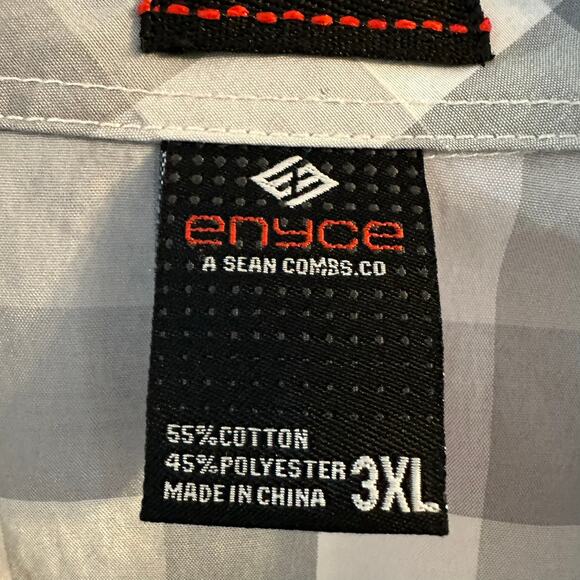 enyce
A SEAN COMBS.CO
55%COTTON
45%POLYESTER
MADE IN CHINA
3XL